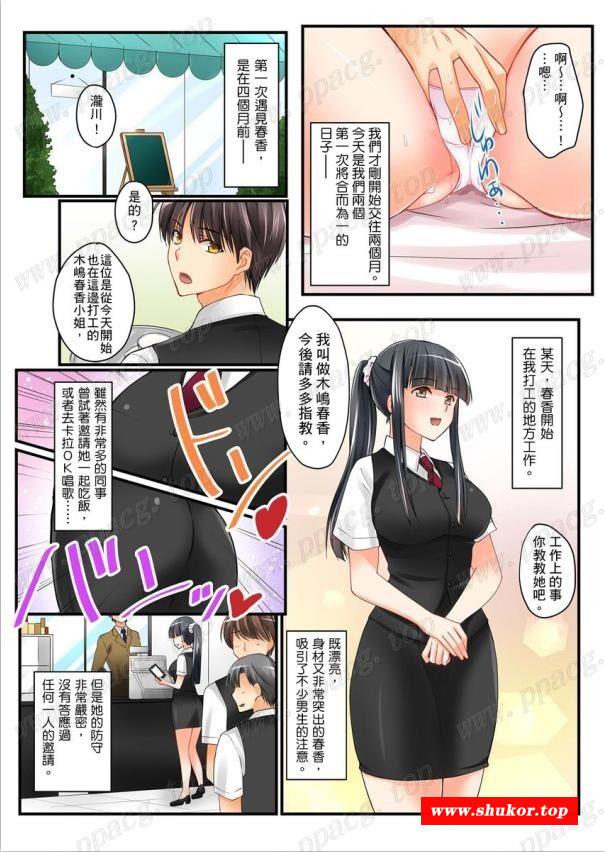 啊～…啊～…！
…嗯…
じゅわぁ…
我們才剛開始交往兩個月。
今天是我們兩個
第一次將合而為一的
日子——
第一次遇見春香，
是在四個月前——
瀧川！
是的？
這位是從今天開始
也在這邊打工的
木嶋春香小姐，
某天，春香開始
在我打工的地方工作。
我叫做木嶋春香，
今後請多多指教。
工作上的事
你教教她吧。
既漂亮，
身材又非常突出的春香，
吸引了不少男生的注意。
ドンッ
バーンッ
雖然有非常多的同事
曾試著邀請她一起吃飯，
或者去卡拉OK唱歌……
但是她的防守
非常嚴密，
沒有答應過
任何一人的邀請。
www.ppacg.top
www.shukor.top